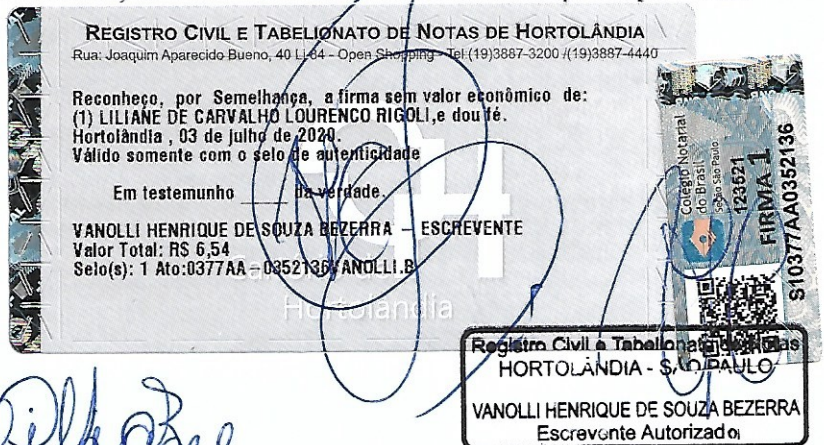 REGISTRO CIVIL E TABELIONATO DE NOTAS DE HORTOLÂNDIA
Rua: Joaquim Aparecido Bueno, 40 Lj-84 - Open Shopping - Tel:(19)3887-3200 /(19)3887-4440
Reconheço, por Semelhança, a firma sem valor econômico de:
(1) LILIANE DE CARVALHO LOURENCO RIGOLI,e dou fé.
Hortolândia , 03 de julho de 2020.
Válido somente com o selo de autenticidade
Em testemunho ____ da verdade.
VANOLLI HENRIQUE DE SOUZA BEZERRA - ESCREVENTE
Valor Total: R$ 6,54
Selo(s): 1 Ato:0377AA-0352136VANOLLI.B
Hortolândia
Colégio Notarial
do Brasil
Seção São Paulo
123521
FIRMA 1
S10377AA0352136
Registro Civil e Tabelionato de Notas
HORTOLÂNDIA - SÃO PAULO
VANOLLI HENRIQUE DE SOUZA BEZERRA
Escrevente Autorizado